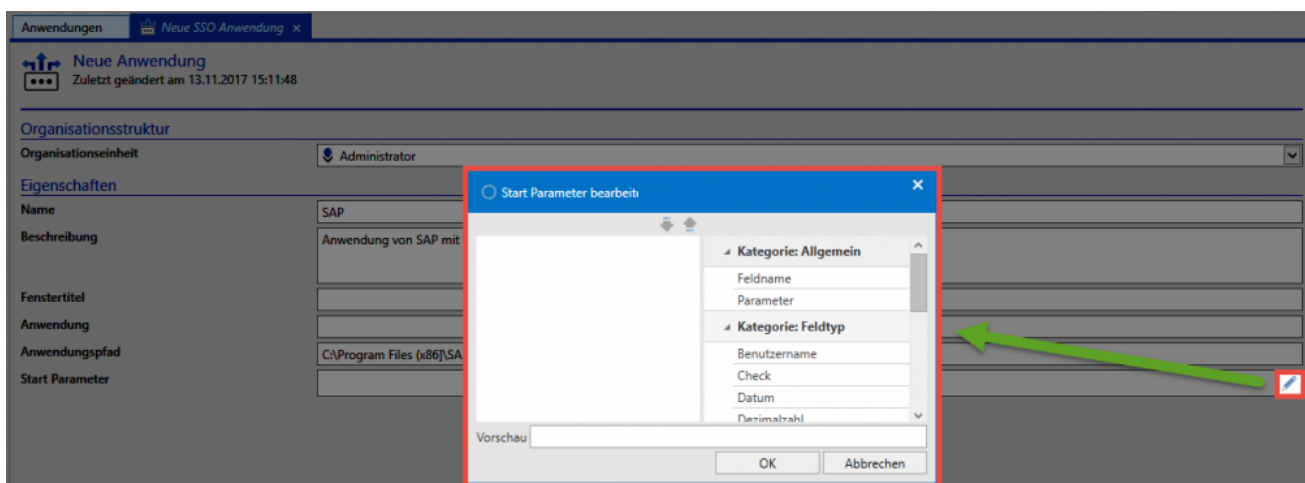 Anwendungen Neue SSO Anwendung ×
Neue Anwendung
Zuletzt geändert am 13.11.2017 15:11:48
Organisationsstruktur
Organisationseinheit Administrator
Eigenschaften
Name SAP
Beschreibung Anwendung von SAP mit
Fenstertitel
Anwendung
Anwendungspfad C:\Program Files (x86)\SA
Start Parameter
Start Parameter bearbeit
Kategorie: Allgemein
Feldname
Parameter
Kategorie: Feldtyp
Benutzername
Check
Datum
Dezimalzahl
Vorschau
OK Abbrechen